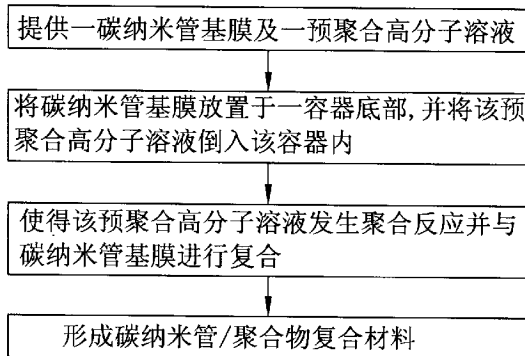 提供一碳纳米管基膜及一预聚合高分子溶液
将碳纳米管基膜放置于一容器底部,并将该预
聚合高分子溶液倒入该容器内
使得该预聚合高分子溶液发生聚合反应并与
碳纳米管基膜进行复合
形成碳纳米管/聚合物复合材料